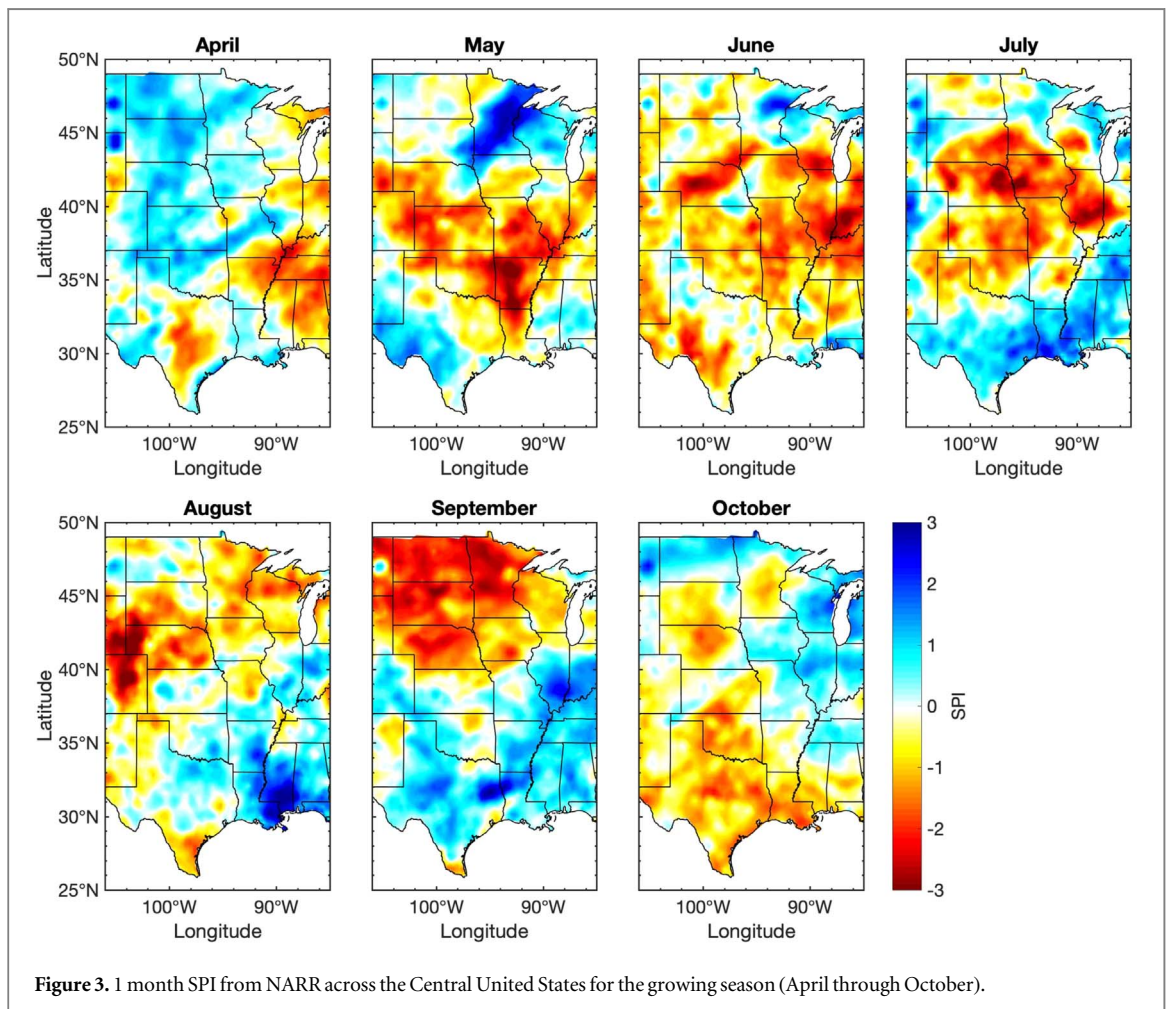 April May June July
50°N
45°N
40°N
35°N
30°N
25°N
Latitude
100°W 90°W 100°W 90°W 100°W 90°W 100°W 90°W
Longitude Longitude Longitude Longitude
August September October
50°N
45°N
40°N
35°N
30°N
25°N
Latitude
100°W 90°W 100°W 90°W 100°W 90°W
Longitude Longitude Longitude
3
2
1
0
-1
-2
-3
SPI
Figure 3. 1 month SPI from NARR across the Central United States for the growing season (April through October).